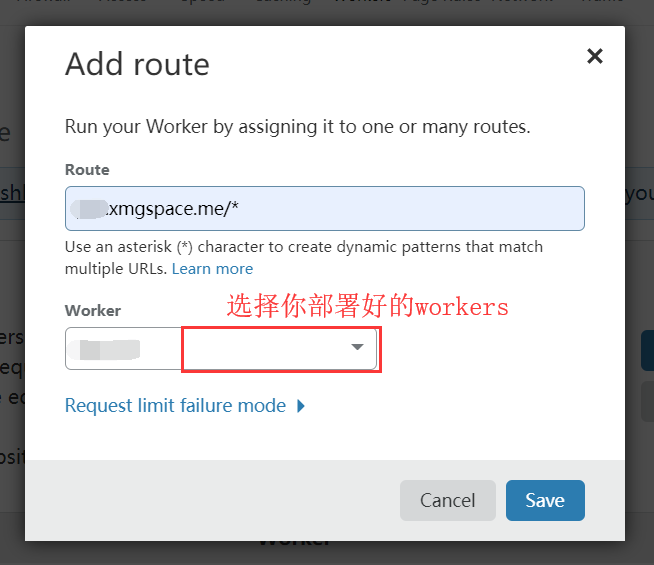 Add route
Run your Worker by assigning it to one or many routes.
Route
.xmgspace.me/*
Use an asterisk (*) character to create dynamic patterns that match
multiple URLs. Learn more
选择你部署好的workers
Worker
Request limit failure mode
Cancel
Save
Worker